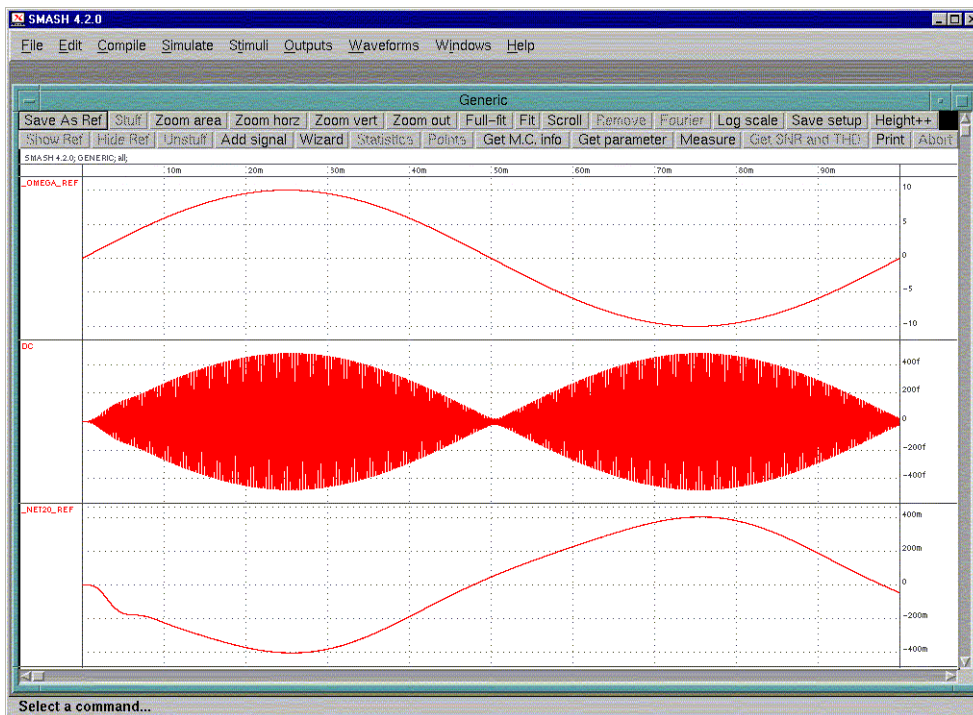 SMASH 4.2.0
File Edit Compile Simulate Stimuli Outputs Waveforms Windows Help
Generic
Save As Ref Stuff Zoom area Zoom horz Zoom vert Zoom out Full-fit Fit Scroll Remove Fourier Log scale Save setup Height++
Show Ref Hide Ref Unstuff Add signal Wizard Statistics Points Get M.C. info Get parameter Measure Get SNR and THD Print Abort
SMASH 4.2.0; GENERIC; all;
10m 20m 30m 40m 50m 60m 70m 80m 90m
_OMEGA_REF
10
5
0
-5
-10
DC
400f
200f
0
-200f
-400f
_NET20_REF
400m
200m
0
-200m
-400m
Select a command...